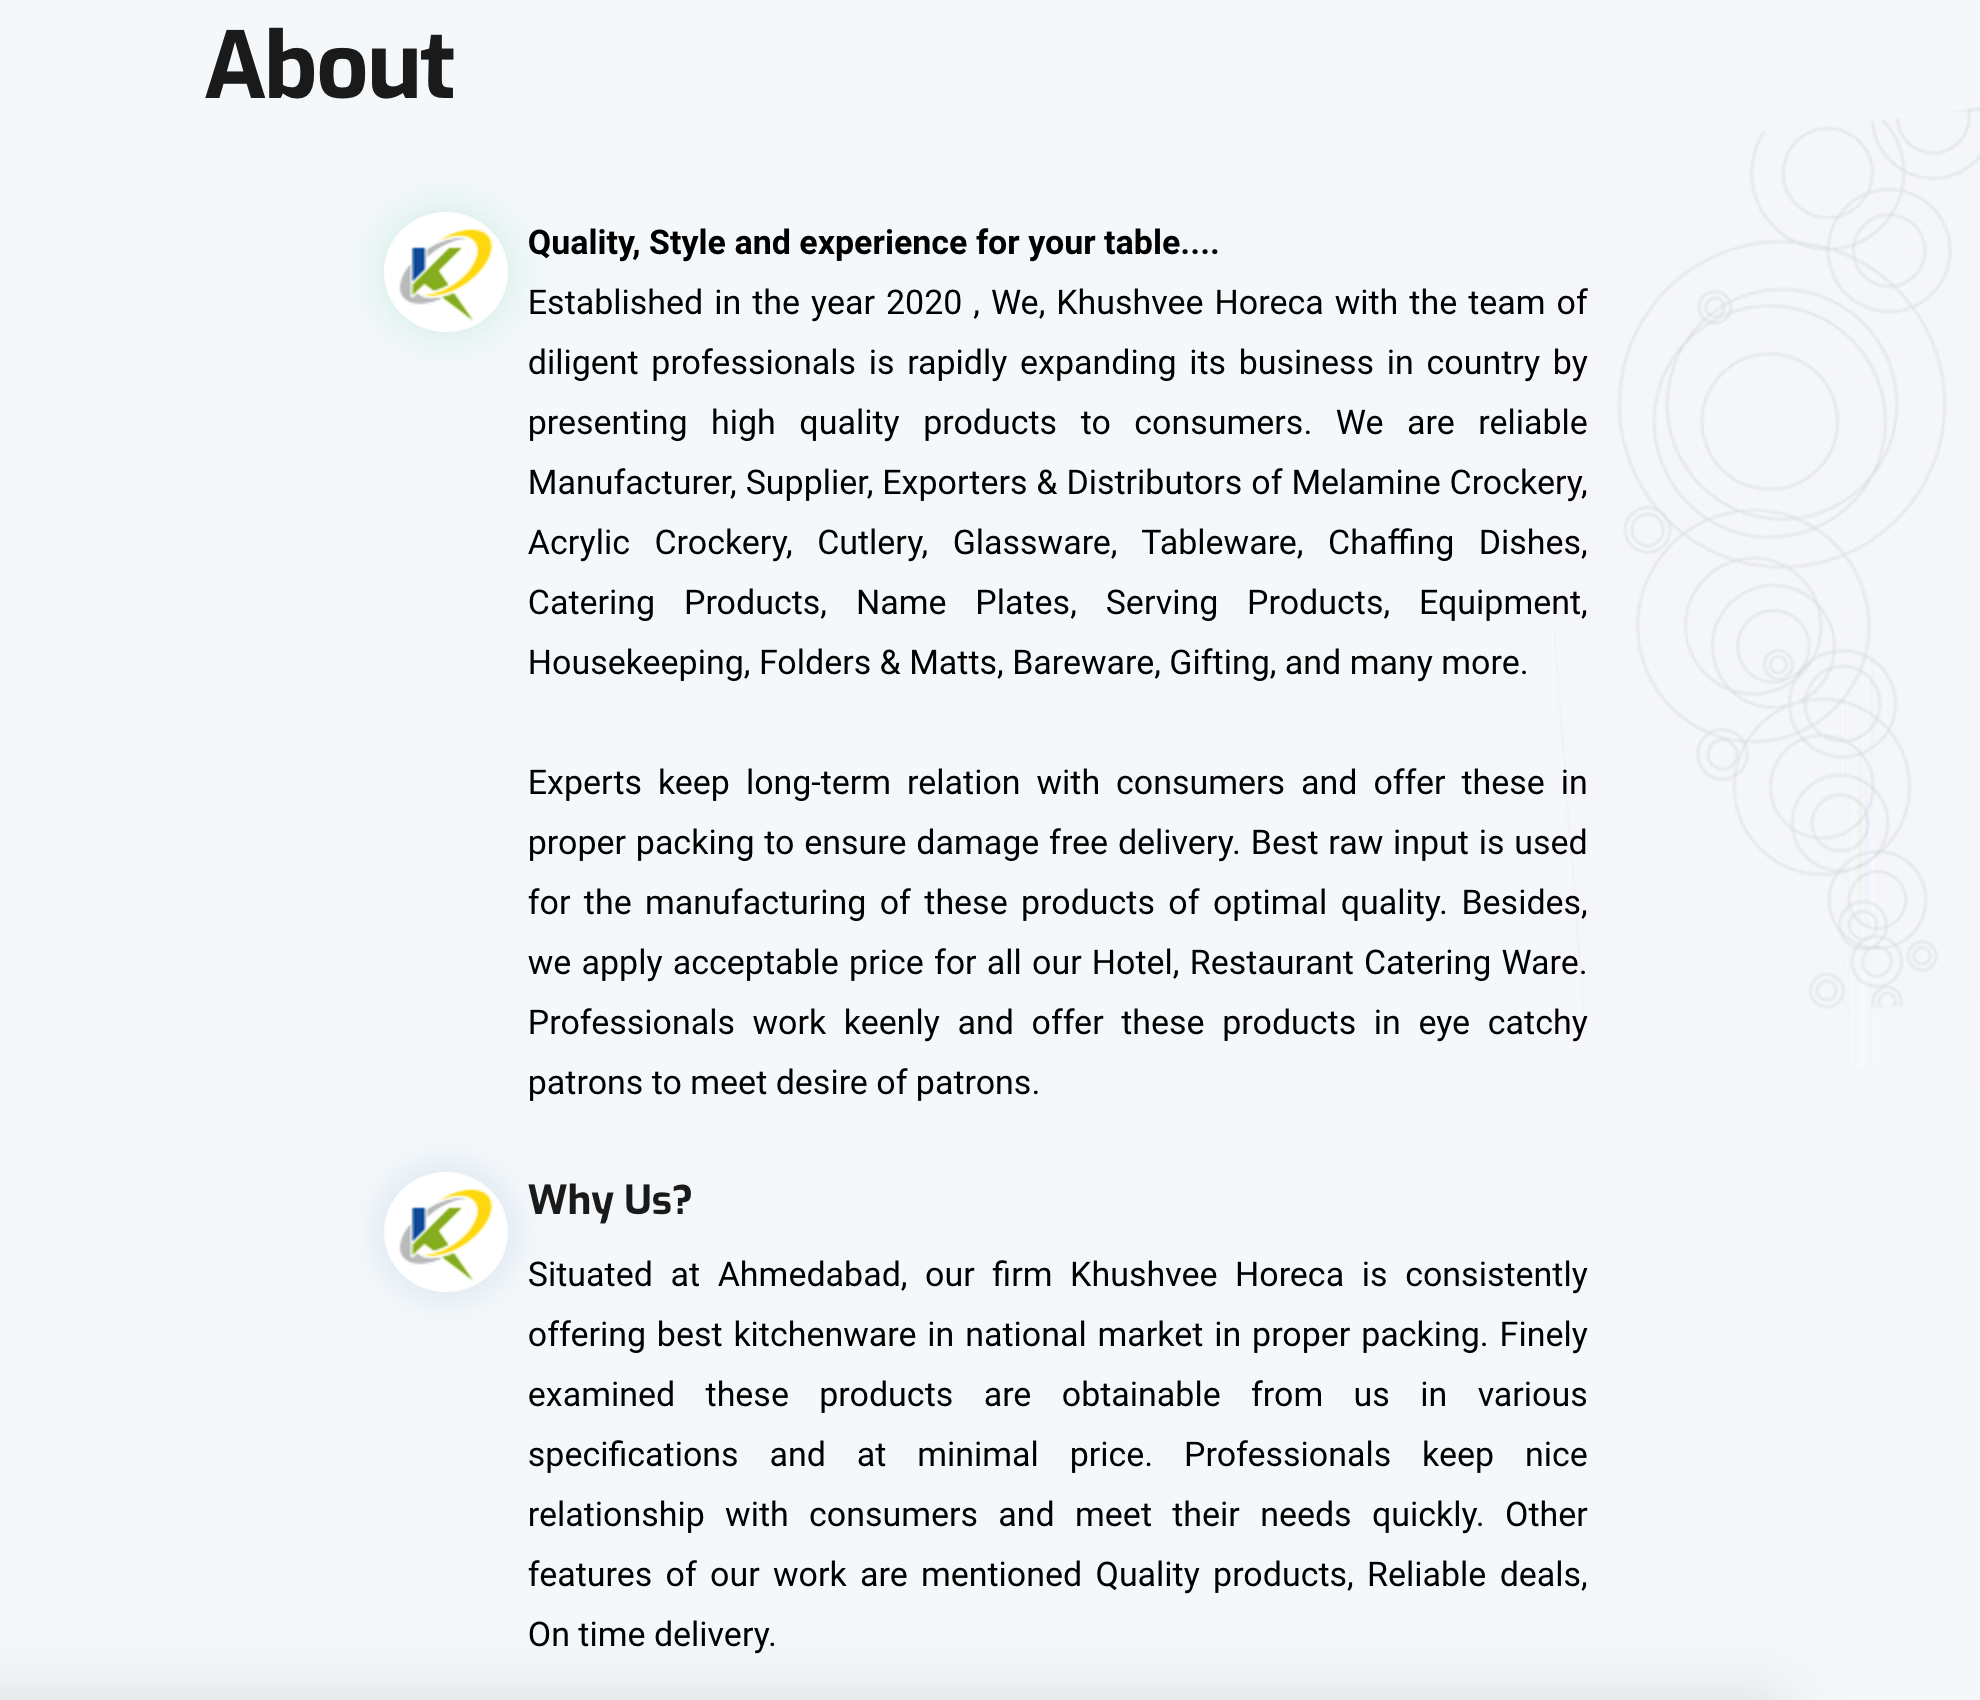 About
Quality, Style and experience for your table....
Established in the year 2020 , We, Khushvee Horeca with the team of
diligent professionals is rapidly expanding its business in country by
presenting high quality products to consumers. We are reliable
Manufacturer, Supplier, Exporters & Distributors of Melamine Crockery,
Acrylic Crockery, Cutlery, Glassware, Tableware, Chaffing Dishes,
Catering Products, Name Plates, Serving Products, Equipment,
Housekeeping, Folders & Matts, Bareware, Gifting, and many more.
Experts keep long-term relation with consumers and offer these in
proper packing to ensure damage free delivery. Best raw input is used
for the manufacturing of these products of optimal quality. Besides,
we apply acceptable price for all our Hotel, Restaurant Catering Ware.
Professionals work keenly and offer these products in eye catchy
patrons to meet desire of patrons.
Why Us?
Situated at Ahmedabad, our firm Khushvee Horeca is consistently
offering best kitchenware in national market in proper packing. Finely
examined these products are obtainable from us in various
specifications and at minimal price. Professionals keep nice
relationship with consumers and meet their needs quickly. Other
features of our work are mentioned Quality products, Reliable deals,
On time delivery.